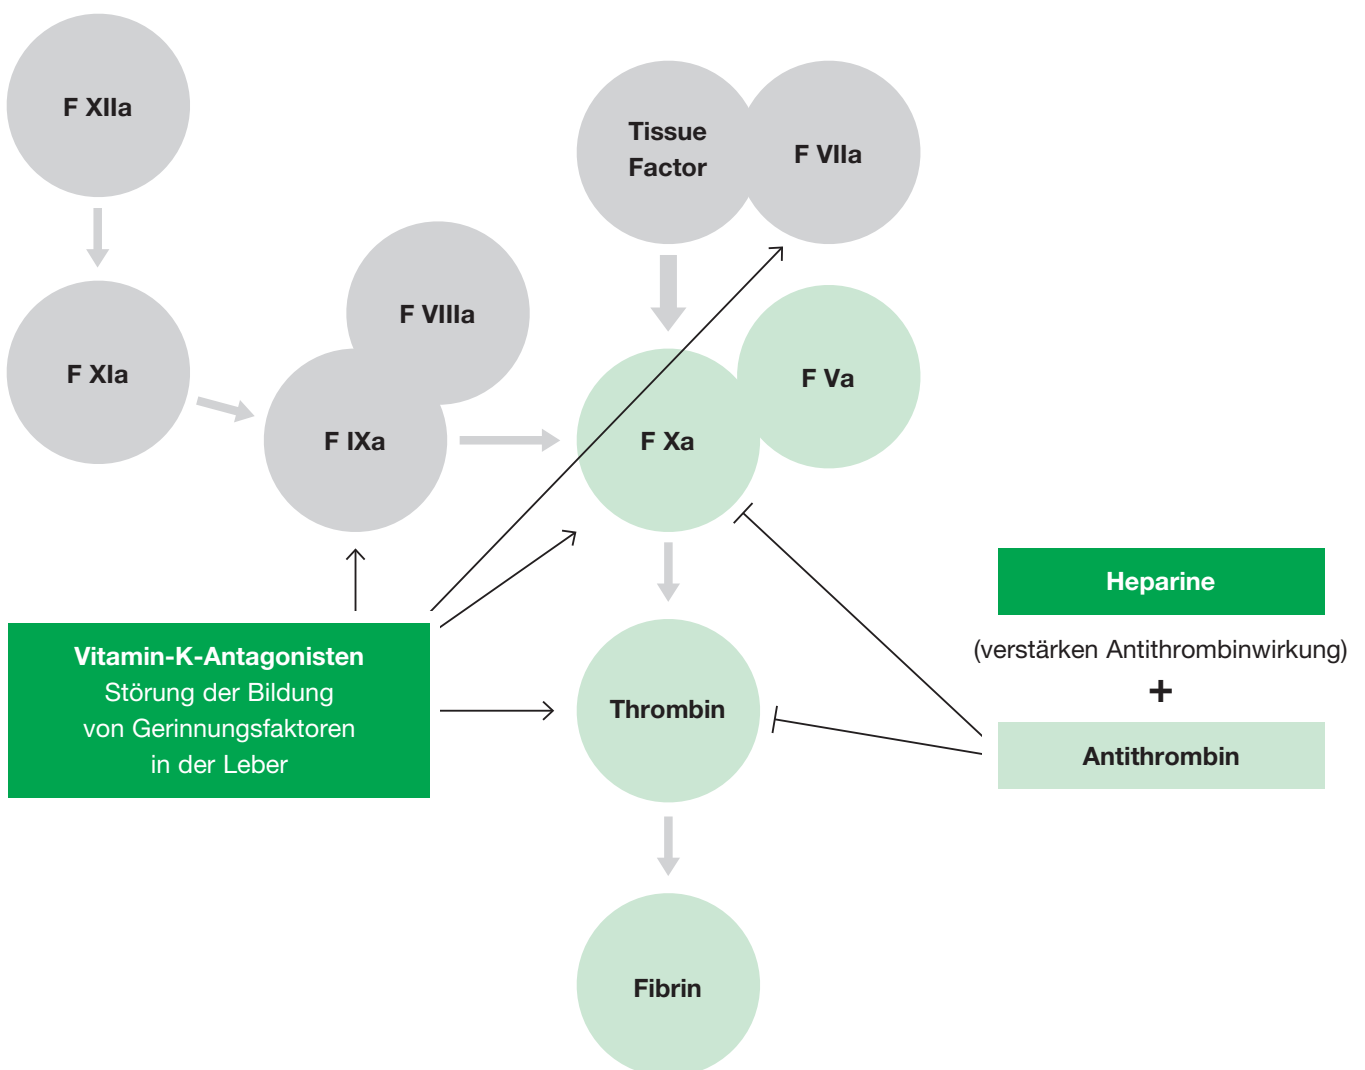 F XIIa
Tissue
Factor
F VIIa
F VIIIa
F XIa
F Va
F IXa
F Xa
Heparine
(verstärken Antithrombinwirkung)
+
Antithrombin
Vitamin-K-Antagonisten
Störung der Bildung
von Gerinnungsfaktoren
in der Leber
Thrombin
Fibrin